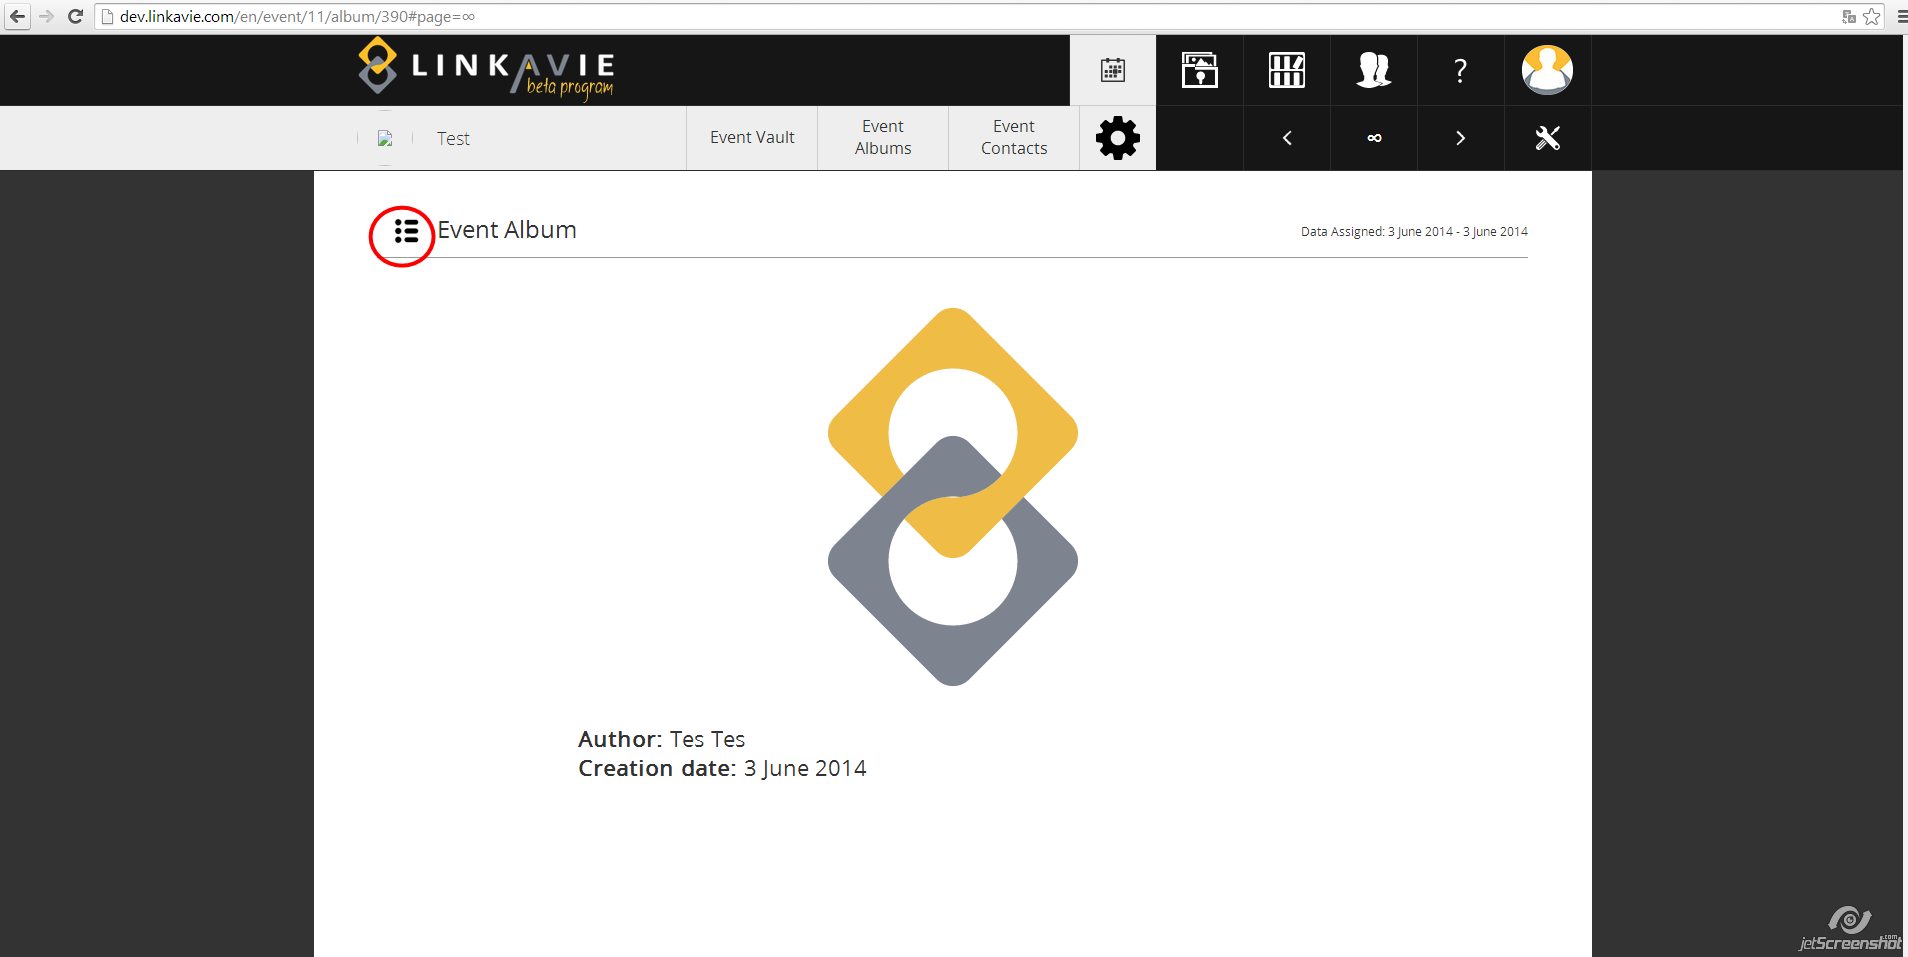 dev.linkavie.com/en/event/11/album/390#page=∞
LINKAVIE
beta program
?
Test
Event Vault
Event
Albums
Event
Contacts
<
∞
>
Event Album
Data Assigned: 3 June 2014 - 3 June 2014
Author: Tes Tes
Creation date: 3 June 2014
jetScreenshot.com